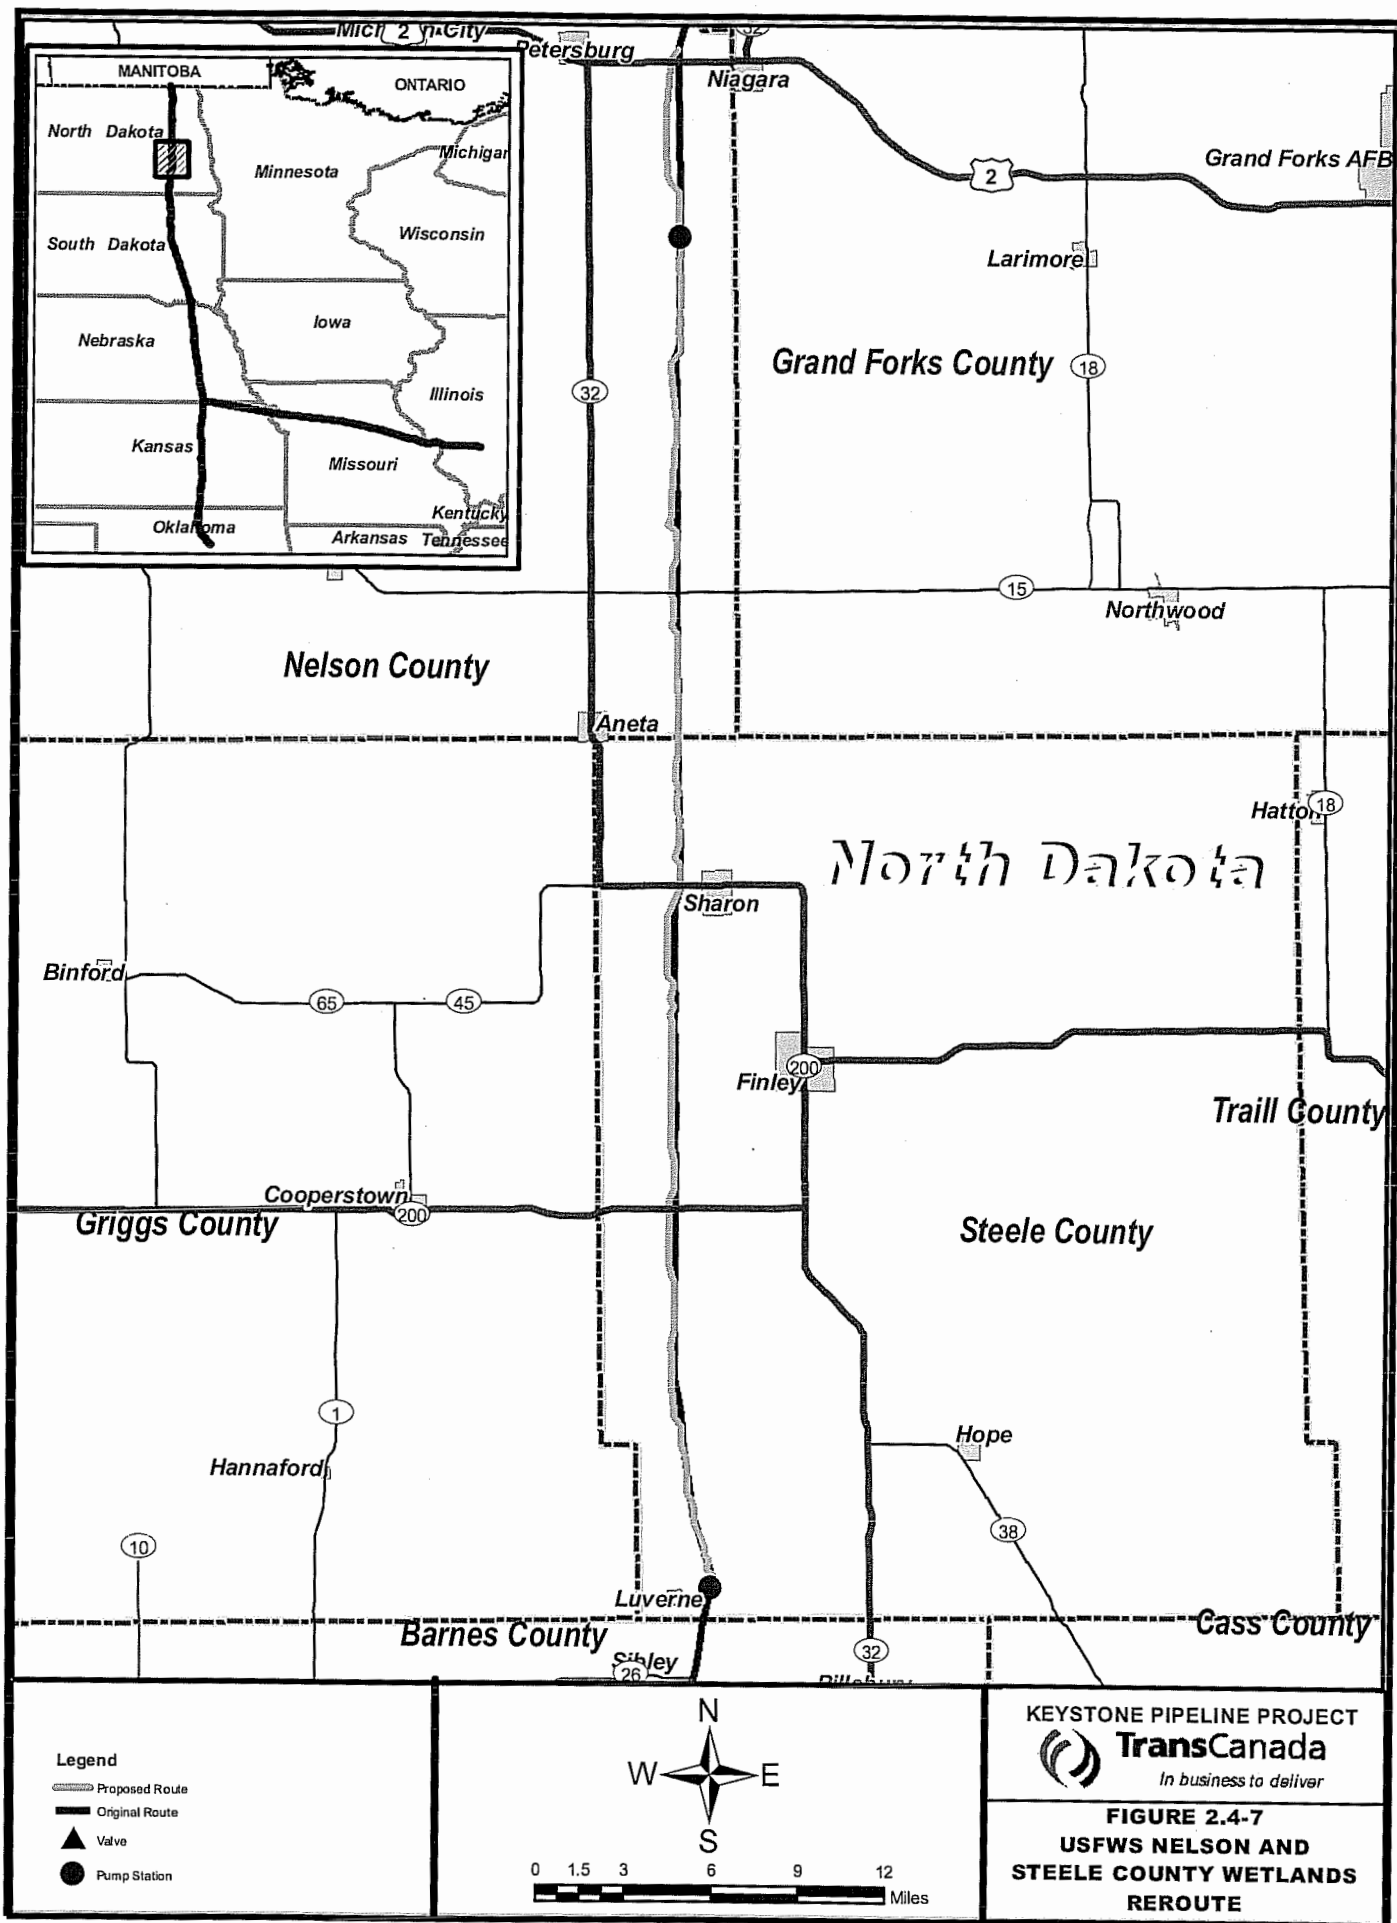 2
Petersburg
32
Niagara
MANITOBA
ONTARIO
North Dakota
Minnesota
Michigan
South Dakota
Wisconsin
Nebraska
Iowa
Illinois
Kansas
Missouri
Kentucky
Oklahoma
Arkansas
Tennessee
Grand Forks AFB
2
Larimore
Grand Forks County
18
32
15
Northwood
Nelson County
Aneta
Hatton
18
North Dakota
Sharon
Binford
65
45
200
Finley
Traill County
Cooperstown
200
Griggs County
Steele County
1
Hope
Hannaford
38
10
Luverne
Cass County
Barnes County
Sibley
26
32
Pillsbury
Legend
Proposed Route
Original Route
Valve
Pump Station
N
W E
S
0 1.5 3 6 9 12
Miles
KEYSTONE PIPELINE PROJECT
TransCanada
In business to deliver
FIGURE 2.4-7
USFWS NELSON AND
STEELE COUNTY WETLANDS
REROUTE